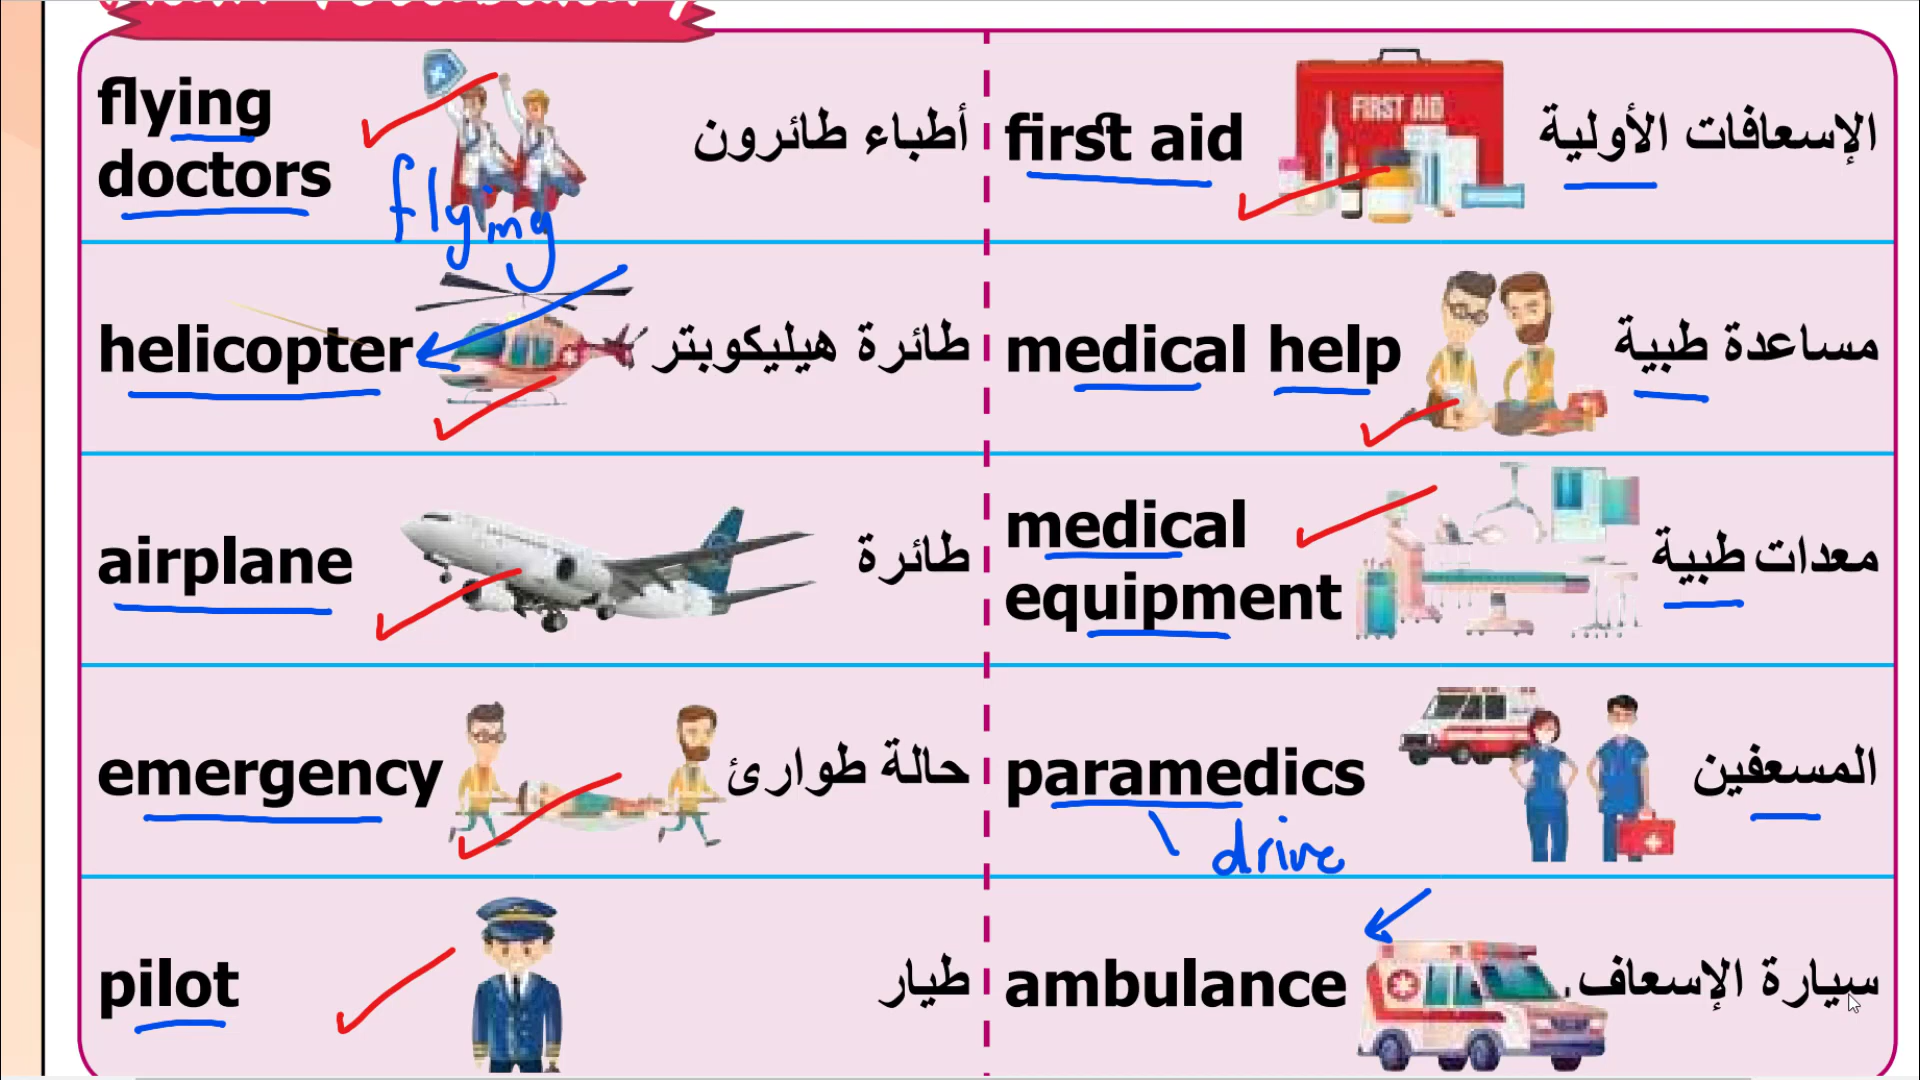 flying
doctors
أطباء طائرون
flying
helicopter
طائرة هيليكوبتر
airplane
طائرة
emergency
حالة طوارئ
pilot
طيار
first aid
FIRST AID
الإسعافات الأولية
medical help
مساعدة طبية
medical
equipment
معدات طبية
paramedics
المسعفين
drive
ambulance
سيارة الإسعاف.